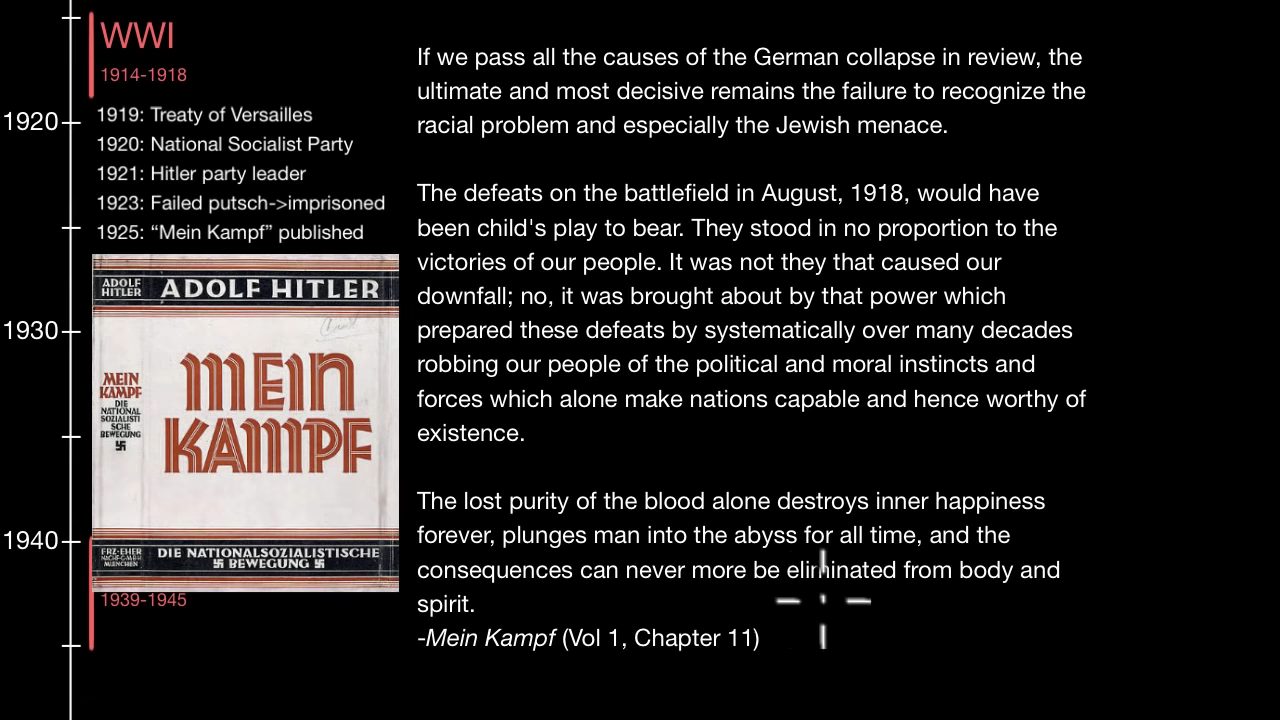 WWI
1914-1918
1919: Treaty of Versailles
1920: National Socialist Party
1921: Hitler party leader
1923: Failed putsch->imprisoned
1925: “Mein Kampf” published
1920
1930
1940
ADOLF
HITLER
ADOLF HITLER
MEIN
KAMPF
MEIN
KAMPF
DIE
NATIONAL
SOZIALISTI
SCHE
BEWEGUNG
FRZ·EHER
NACHF·G·M·B·H
MÜNCHEN
DIE NATIONALSOZIALISTISCHE
BEWEGUNG
1939-1945
If we pass all the causes of the German collapse in review, the
ultimate and most decisive remains the failure to recognize the
racial problem and especially the Jewish menace.
The defeats on the battlefield in August, 1918, would have
been child's play to bear. They stood in no proportion to the
victories of our people. It was not they that caused our
downfall; no, it was brought about by that power which
prepared these defeats by systematically over many decades
robbing our people of the political and moral instincts and
forces which alone make nations capable and hence worthy of
existence.
The lost purity of the blood alone destroys inner happiness
forever, plunges man into the abyss for all time, and the
consequences can never more be eliminated from body and
spirit.
-Mein Kampf (Vol 1, Chapter 11)